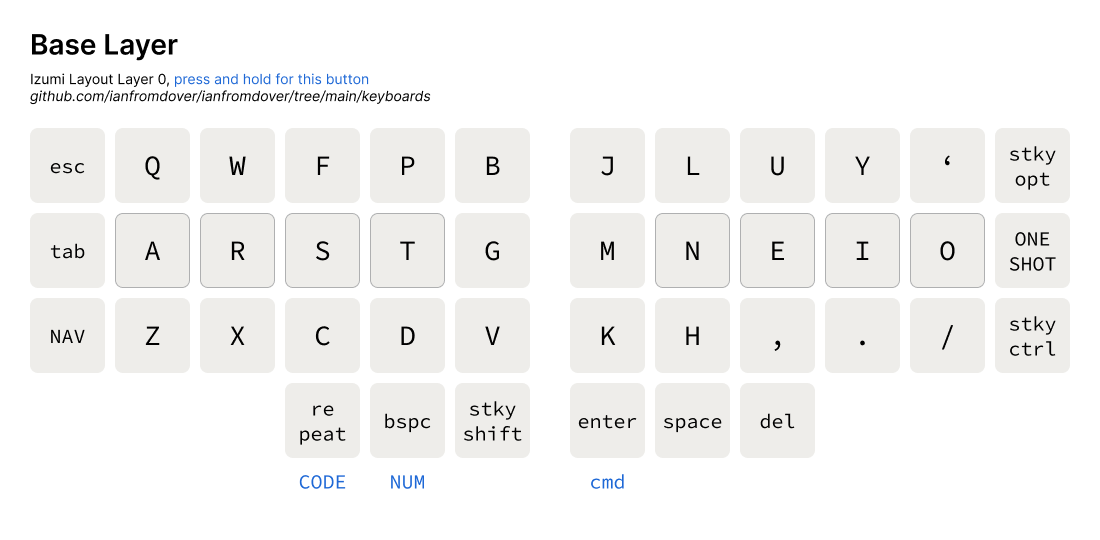 Base Layer
Izumi Layout Layer 0, press and hold for this button
github.com/ianfromdover/ianfromdover/tree/main/keyboards
esc Q W F P B J L U Y ‘ stky opt
tab A R S T G M N E I O ONE SHOT
NAV Z X C D V K H , . / stky ctrl
re peat bspc stky shift enter space del
CODE NUM cmd